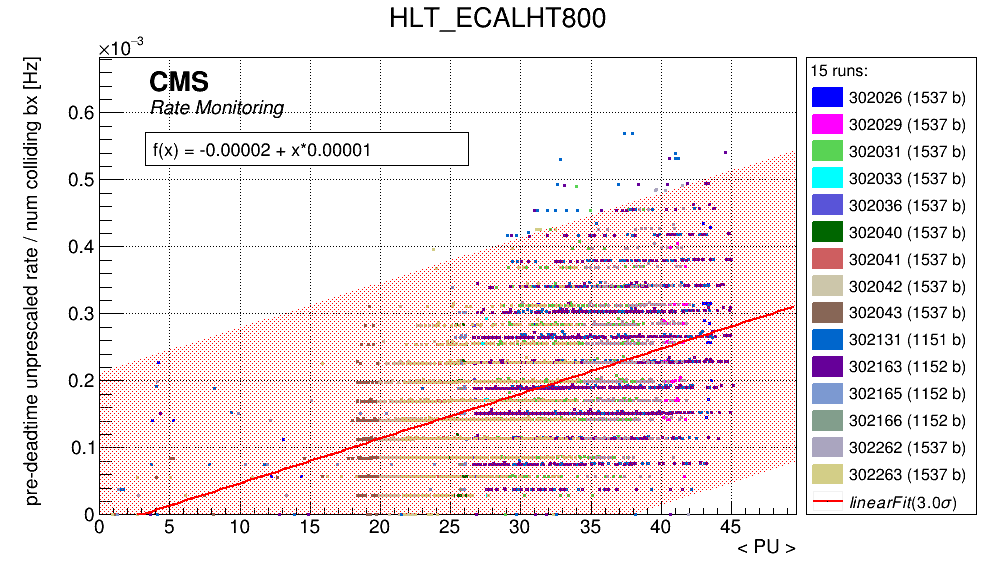 HLT_ECALHT800
×10⁻³
pre-deadtime unprescaled rate / num colliding bx [Hz]
CMS
Rate Monitoring
f(x) = -0.00002 + x*0.00001
0.6
0.5
0.4
0.3
0.2
0.1
0
0 5 10 15 20 25 30 35 40 45
< PU >
15 runs:
302026 (1537 b)
302029 (1537 b)
302031 (1537 b)
302033 (1537 b)
302036 (1537 b)
302040 (1537 b)
302041 (1537 b)
302042 (1537 b)
302043 (1537 b)
302131 (1151 b)
302163 (1152 b)
302165 (1152 b)
302166 (1152 b)
302262 (1537 b)
302263 (1537 b)
linearFit(3.0σ)